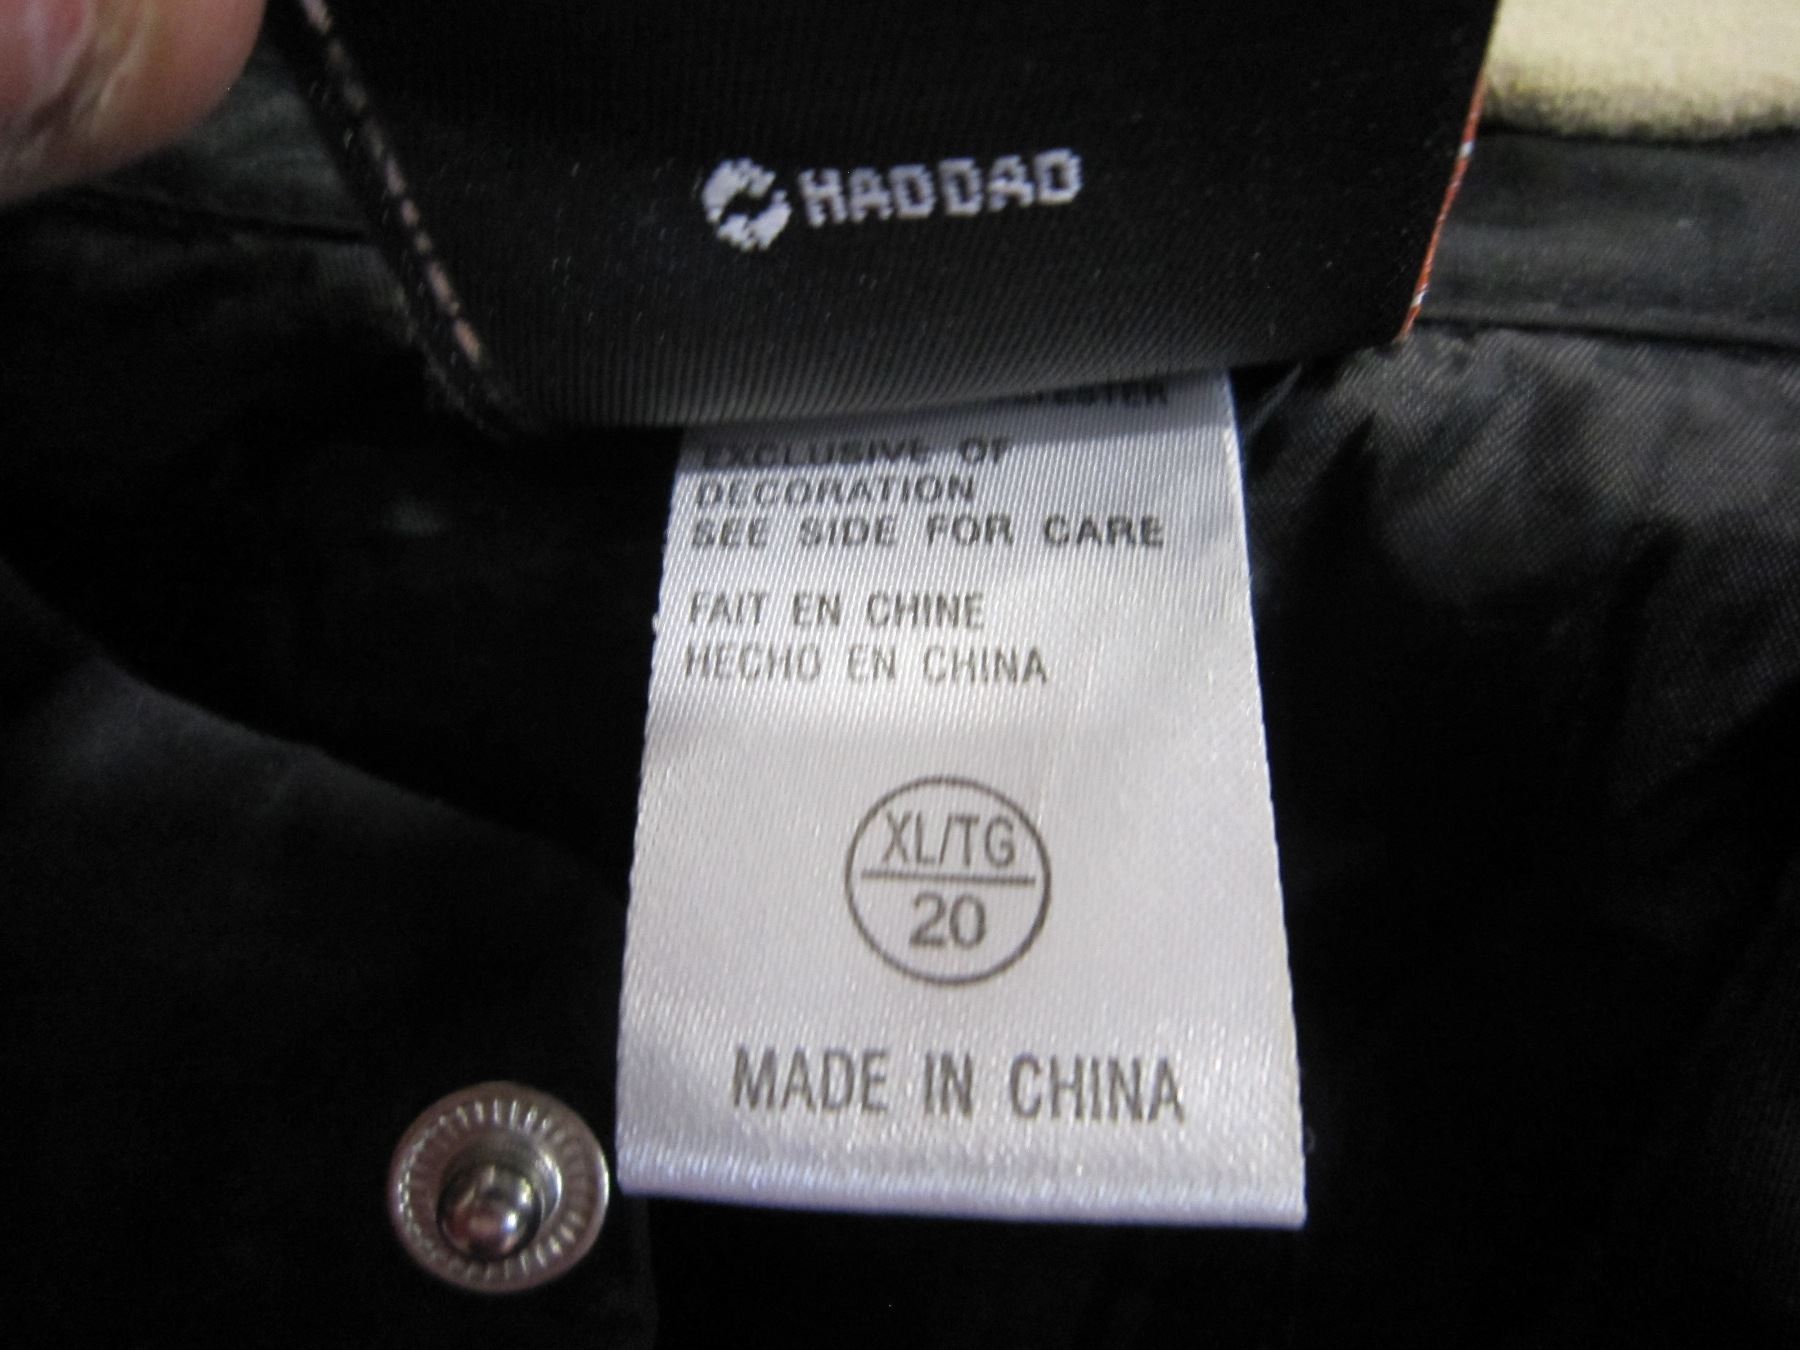 HADDAD
EXCLUSIVE OF
DECORATION
SEE SIDE FOR CARE
FAIT EN CHINE
HECHO EN CHINA
XL/TG
20
MADE IN CHINA